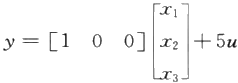 y = [1 0 0] [x₁ x₂ x₃] + 5u